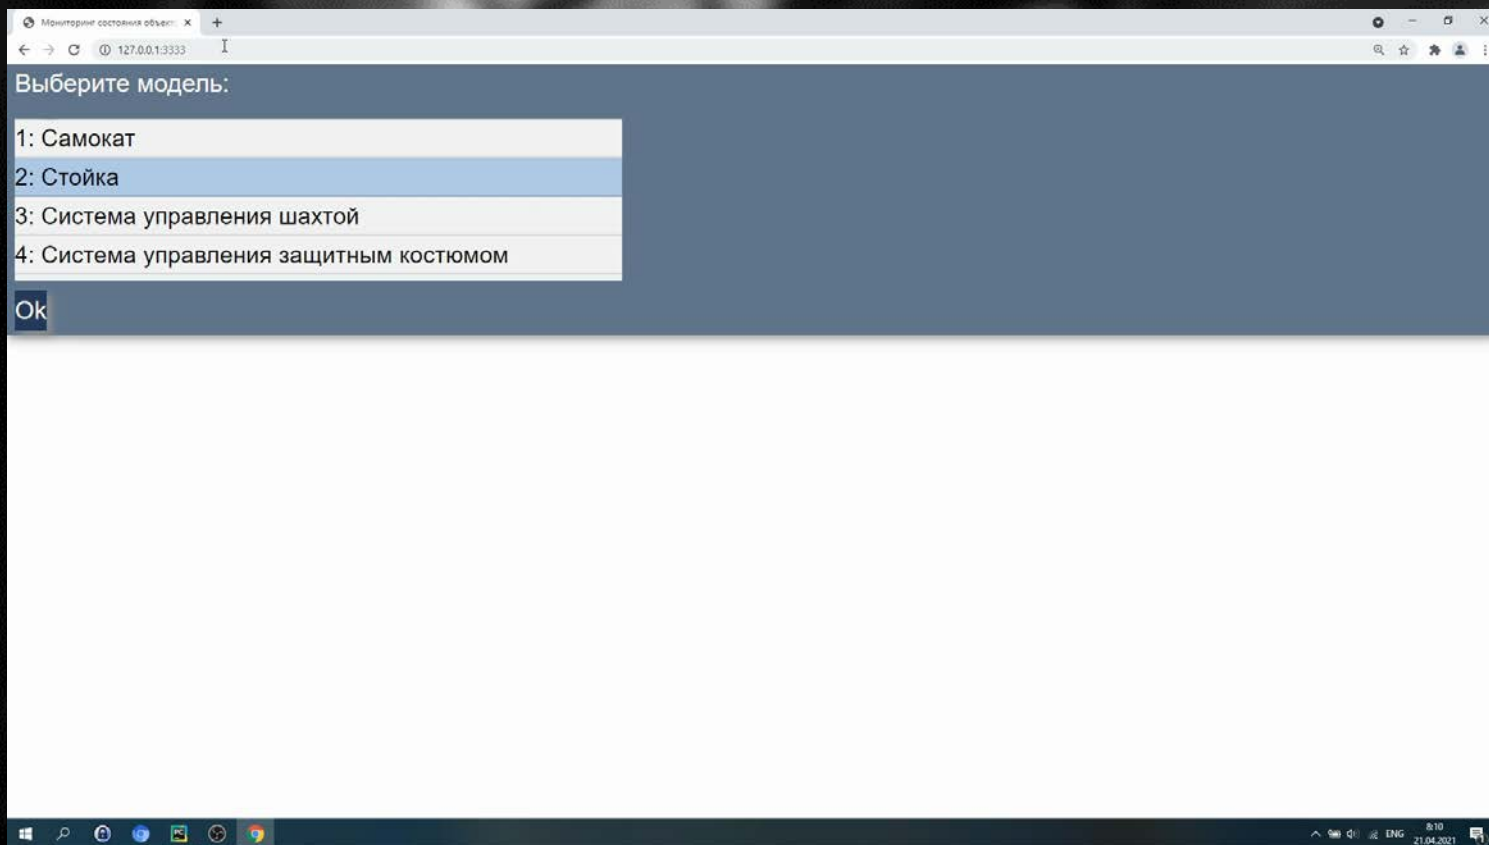 Мониторинг состояния объект
127.0.0.1:3333
Выберите модель:
1: Самокат
2: Стойка
3: Система управления шахтой
4: Система управления защитным костюмом
Ok
PC
ENG
8:10
21.04.2021